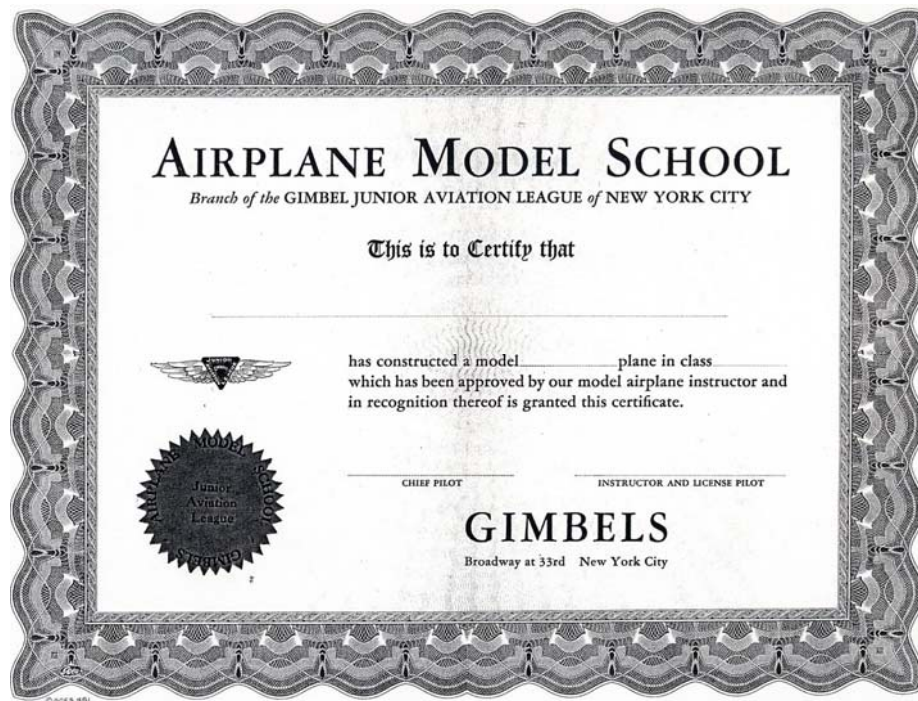 AIRPLANE MODEL SCHOOL
Branch of the GIMBEL JUNIOR AVIATION LEAGUE of NEW YORK CITY
This is to Certify that
has constructed a model plane in class
which has been approved by our model airplane instructor and
in recognition thereof is granted this certificate.
JUNIOR
AIRPLANE MODEL SCHOOL
Junior
Aviation
League
GIMBELS
CHIEF PILOT
INSTRUCTOR AND LICENSE PILOT
GIMBELS
Broadway at 33rd New York City